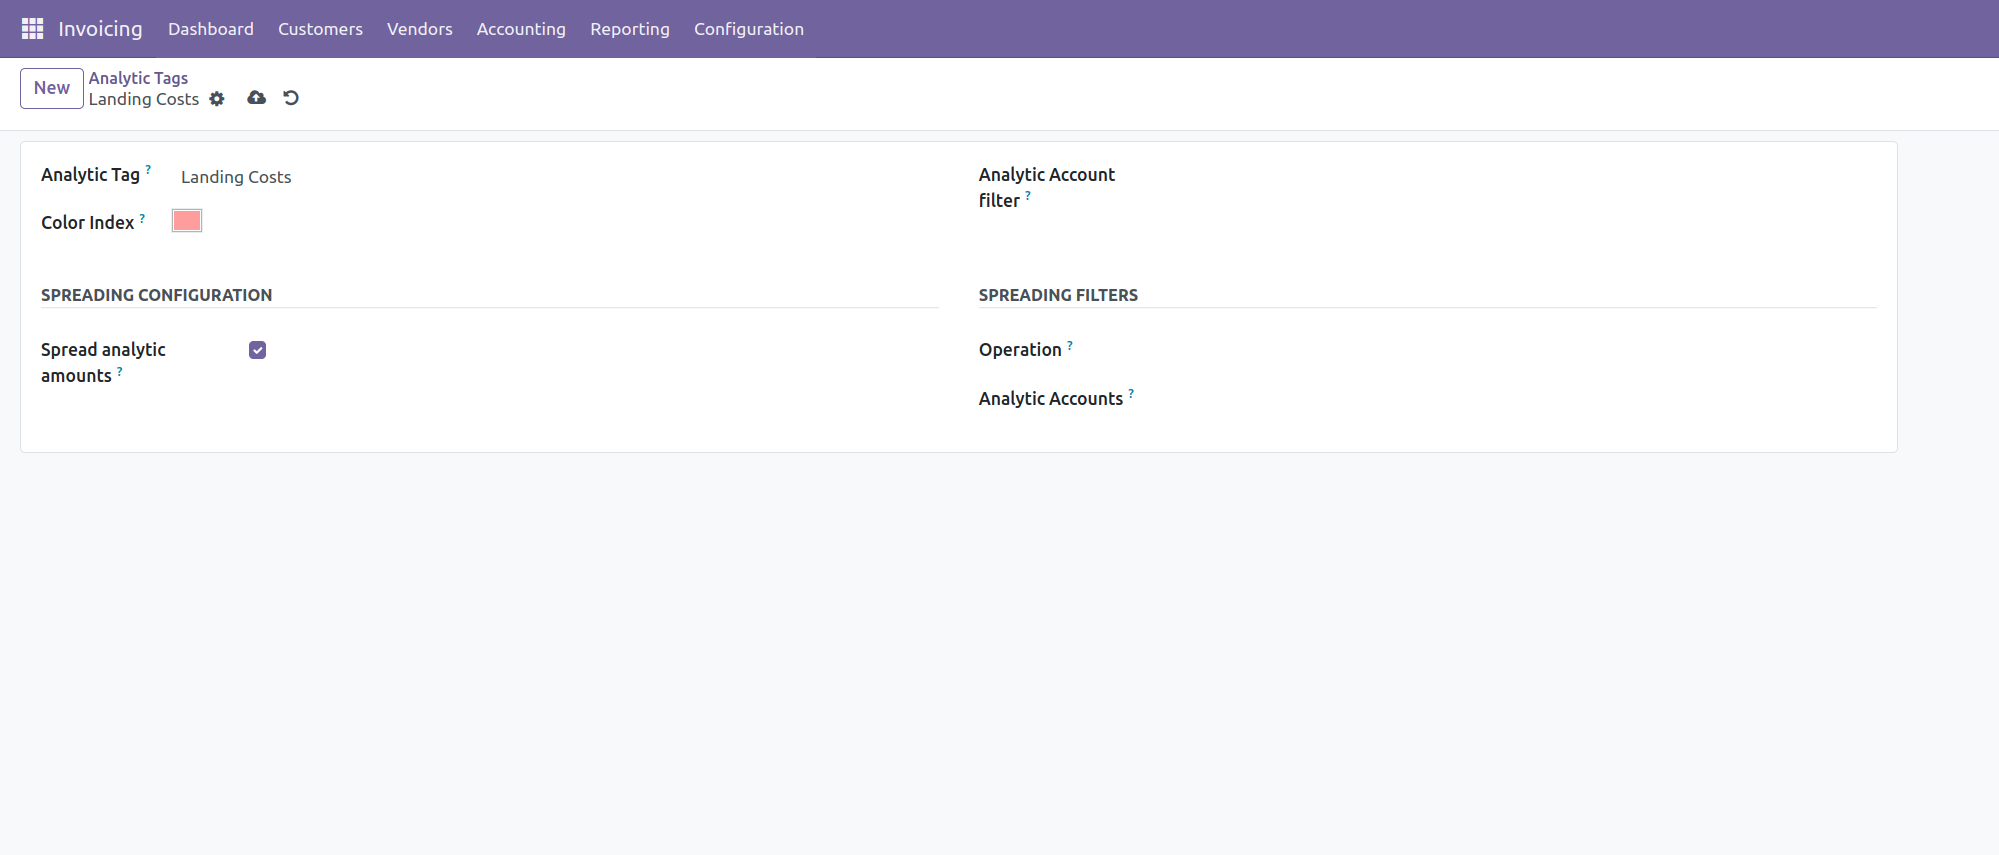 Invoicing Dashboard Customers Vendors Accounting Reporting Configuration
New
Analytic Tags
Landing Costs
Analytic Tag ?
Landing Costs
Color Index ?
Analytic Account
filter ?
SPREADING CONFIGURATION
Spread analytic
amounts ?
SPREADING FILTERS
Operation ?
Analytic Accounts ?